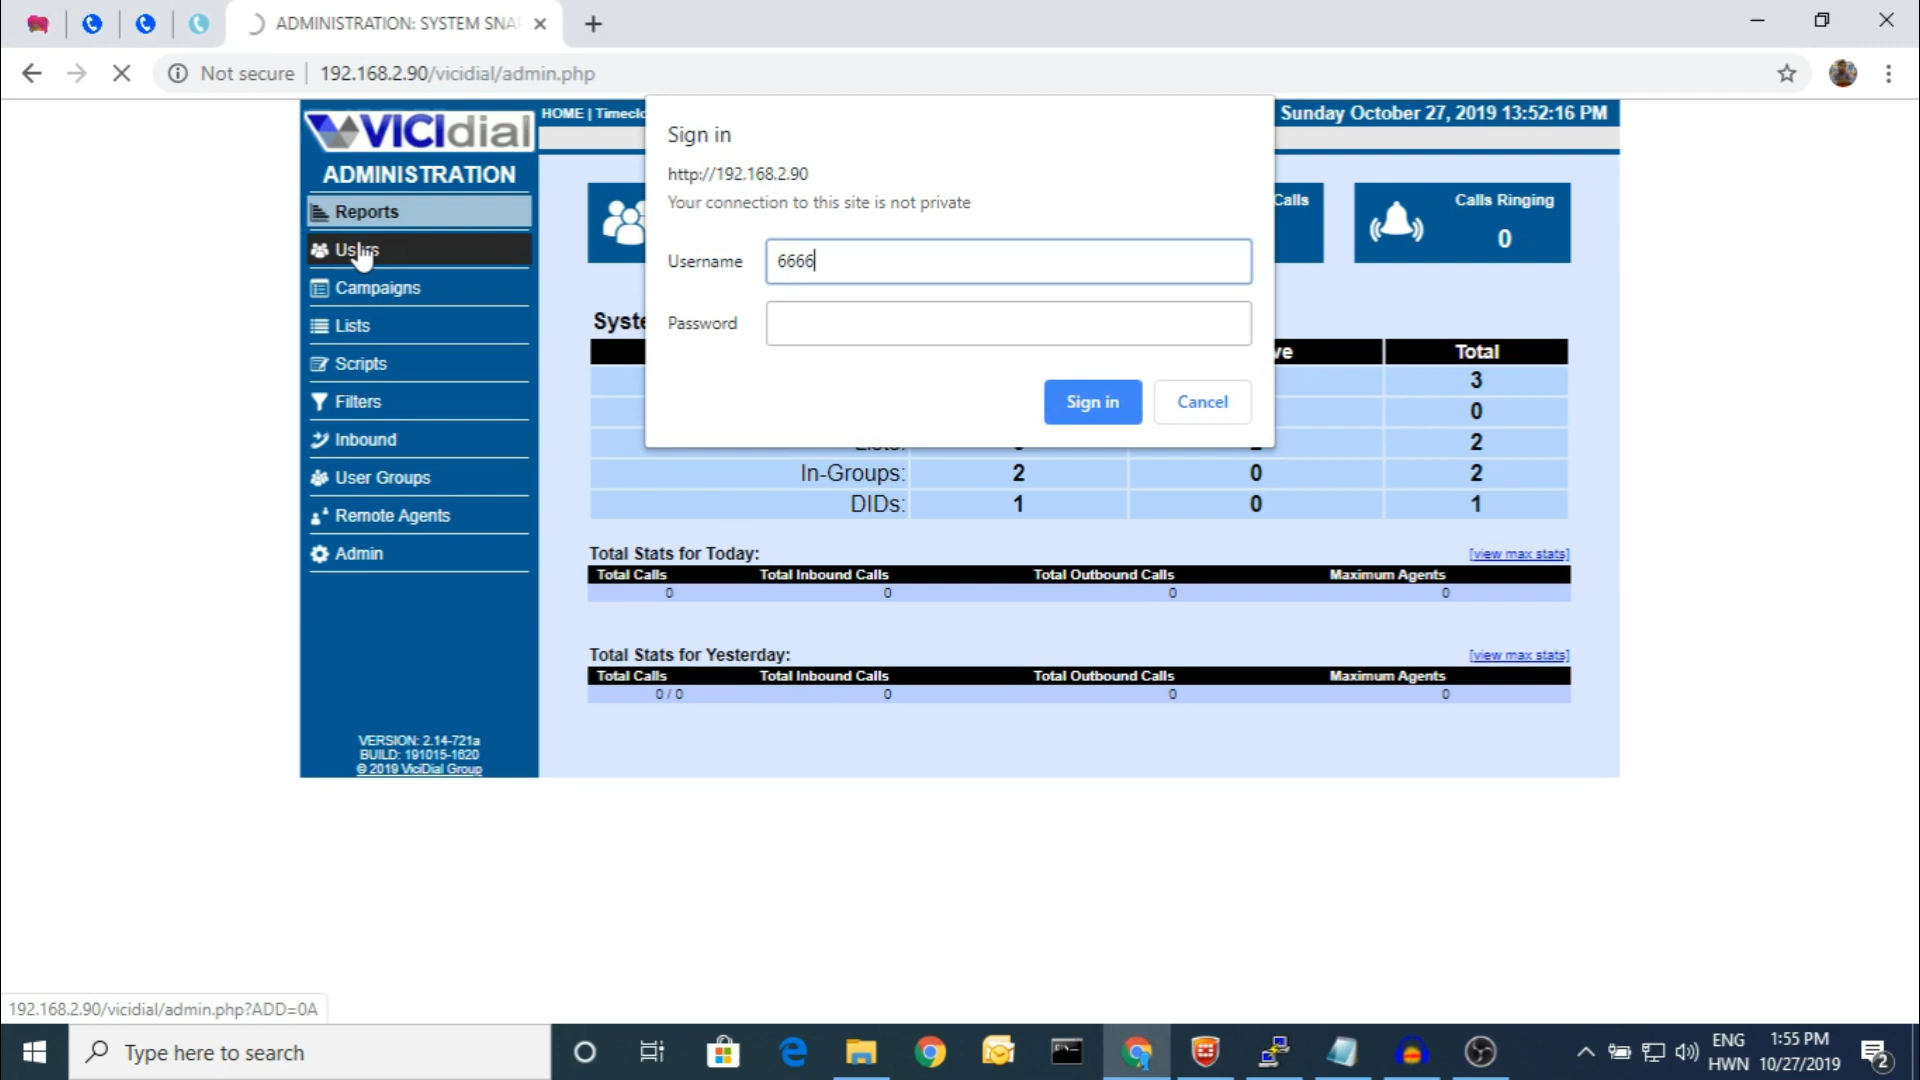 ADMINISTRATION: SYSTEM SNA
Not secure | 192.168.2.90/vicidial/admin.php
VICIdial
HOME | Timeclo
Sunday October 27, 2019 13:52:16 PM
ADMINISTRATION
Reports
Users
Campaigns
Lists
Scripts
Filters
Inbound
User Groups
Remote Agents
Admin
VERSION: 2.14-721a
BUILD: 191015-1620
© 2019 ViciDial Group
Sign in
http://192.168.2.90
Your connection to this site is not private
Username 6666
Password
Sign in Cancel
Calls
Calls Ringing
0
Syste
ve Total
3
0
2
In-Groups: 2 0 2
DIDs: 1 0 1
Total Stats for Today: [view max stats]
Total Calls Total Inbound Calls Total Outbound Calls Maximum Agents
0 0 0 0
Total Stats for Yesterday: [view max stats]
Total Calls Total Inbound Calls Total Outbound Calls Maximum Agents
0 / 0 0 0 0
192.168.2.90/vicidial/admin.php?ADD=0A
Type here to search
ENG 1:55 PM
HWN 10/27/2019
2